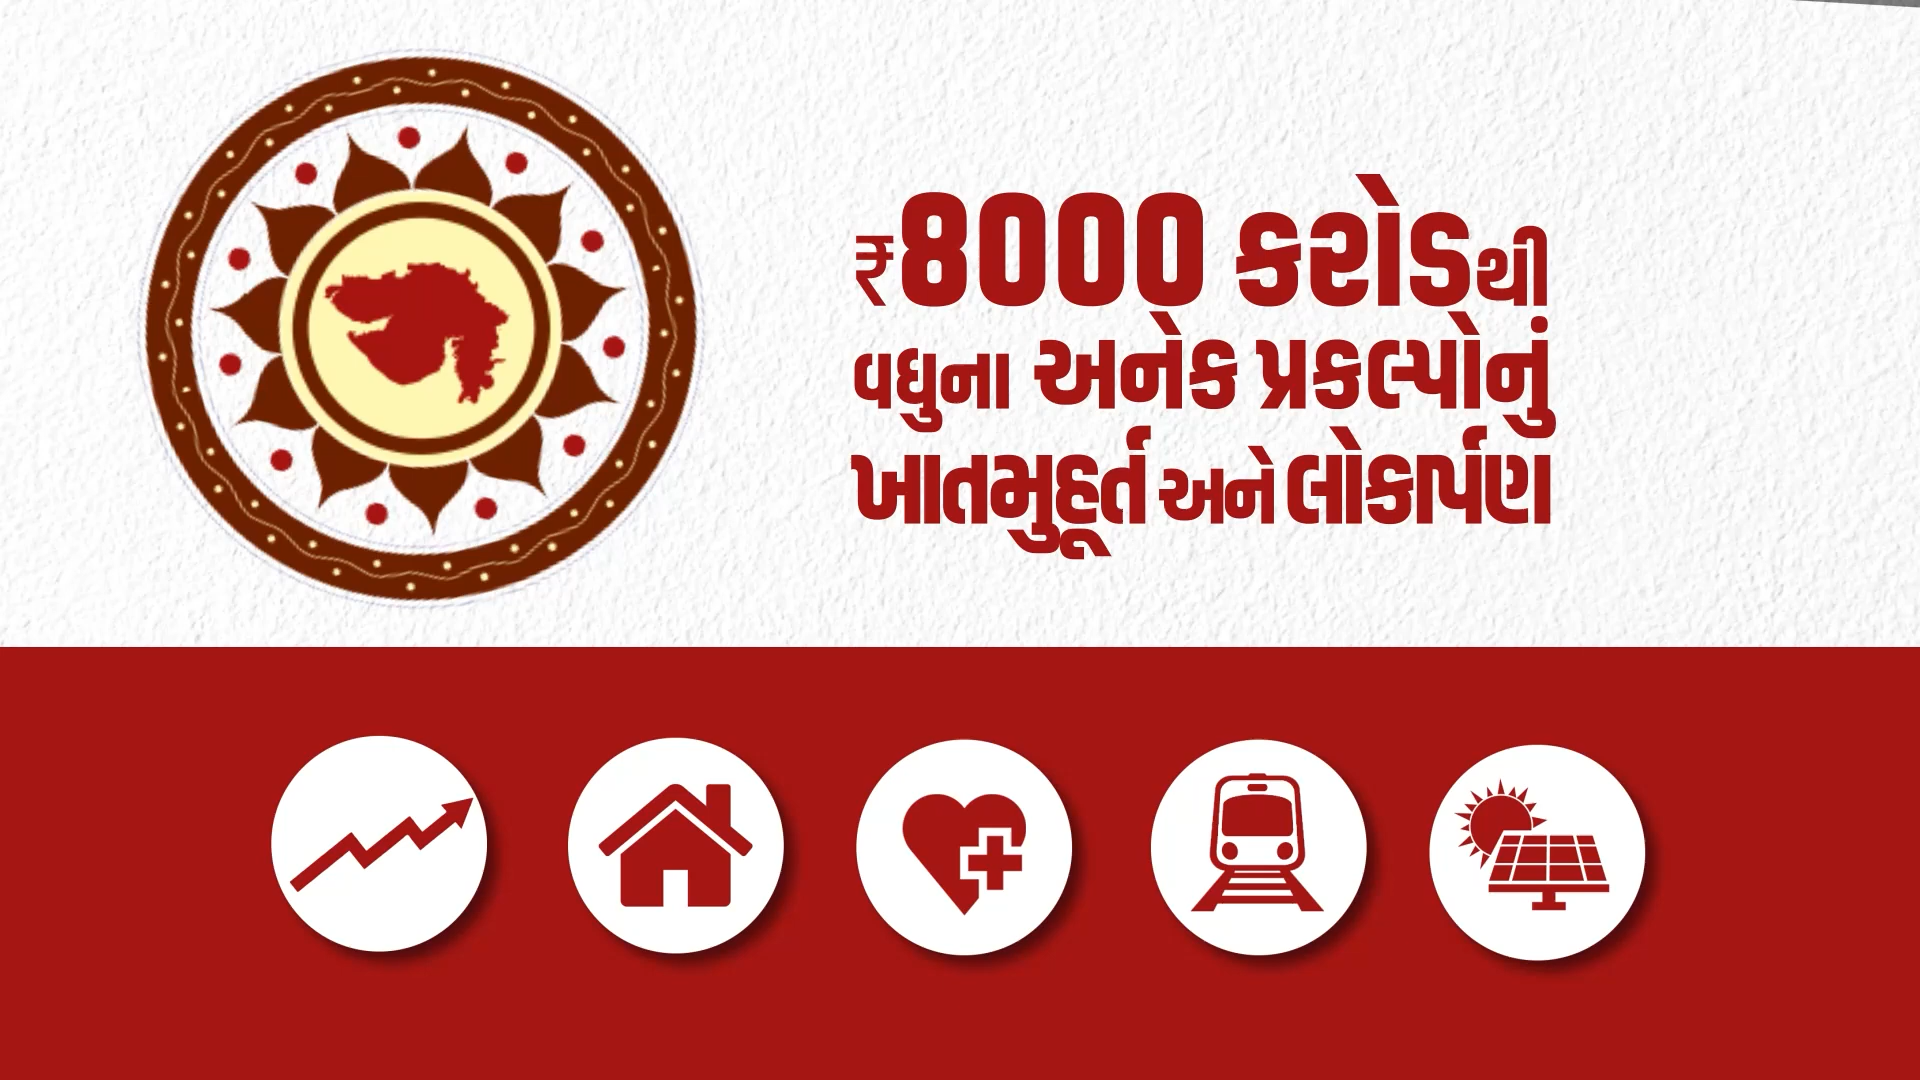 ₹8000 કરોડથી
વધુના અનેક પ્રકલ્પોનું
ખાતમુહૂર્ત અને લોકાર્પણ